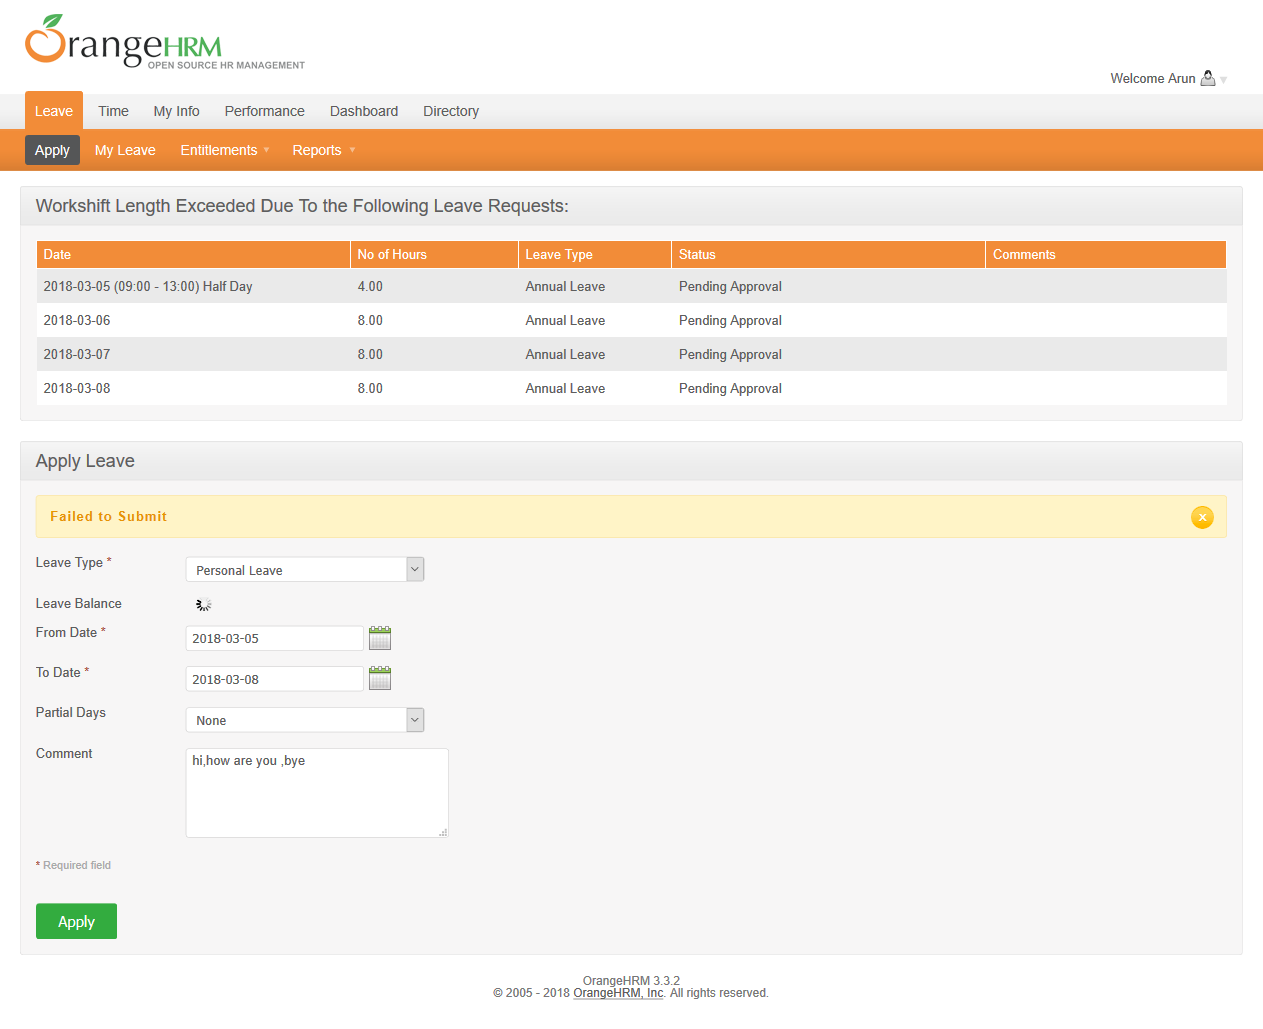 OrangeHRM
OPEN SOURCE HR MANAGEMENT
Welcome Arun
Leave Time My Info Performance Dashboard Directory
Apply My Leave Entitlements Reports
Workshift Length Exceeded Due To the Following Leave Requests:
Date No of Hours Leave Type Status Comments
2018-03-05 (09:00 - 13:00) Half Day 4.00 Annual Leave Pending Approval
2018-03-06 8.00 Annual Leave Pending Approval
2018-03-07 8.00 Annual Leave Pending Approval
2018-03-08 8.00 Annual Leave Pending Approval
Apply Leave
Failed to Submit x
Leave Type * Personal Leave
Leave Balance
From Date * 2018-03-05
To Date * 2018-03-08
Partial Days None
Comment hi,how are you ,bye
* Required field
Apply
OrangeHRM 3.3.2
© 2005 - 2018 OrangeHRM, Inc. All rights reserved.